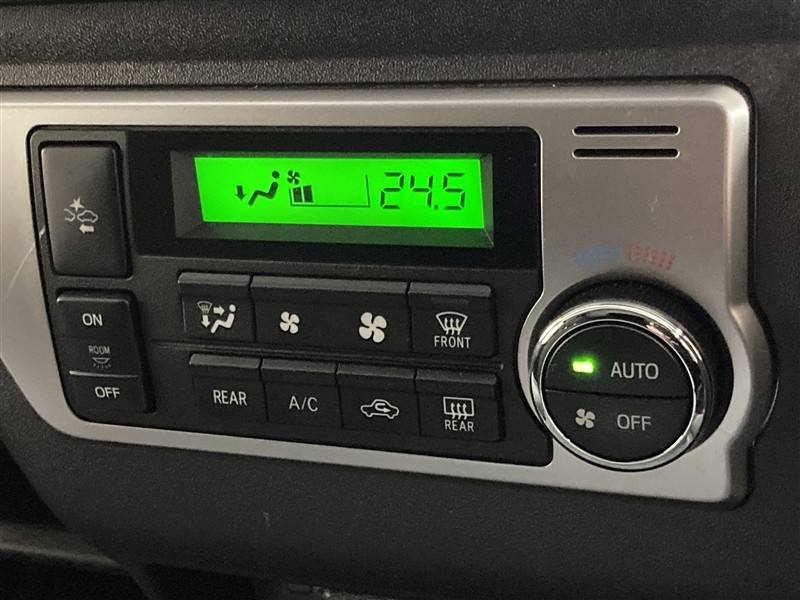 24.5
ON
ROOM
OFF
FRONT
REAR
A/C
REAR
AUTO
OFF